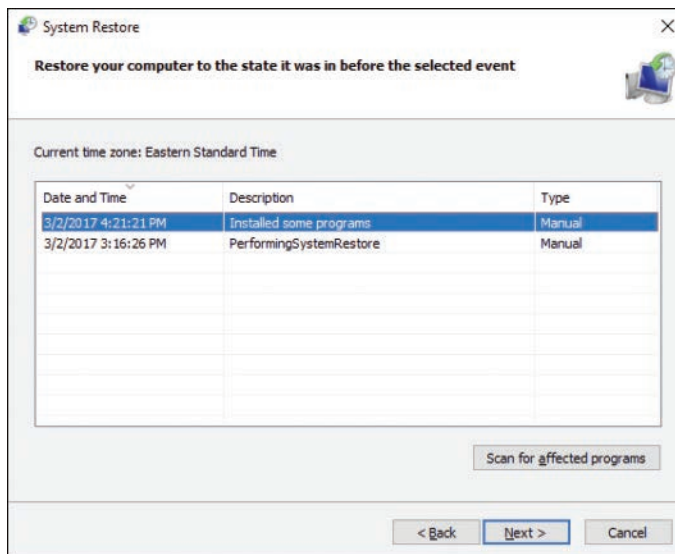 System Restore
Restore your computer to the state it was in before the selected event
Current time zone: Eastern Standard Time
Date and Time Description Type
3/2/2017 4:21:21 PM Installed some programs Manual
3/2/2017 3:16:26 PM PerformingSystemRestore Manual
Scan for affected programs
< Back Next > Cancel